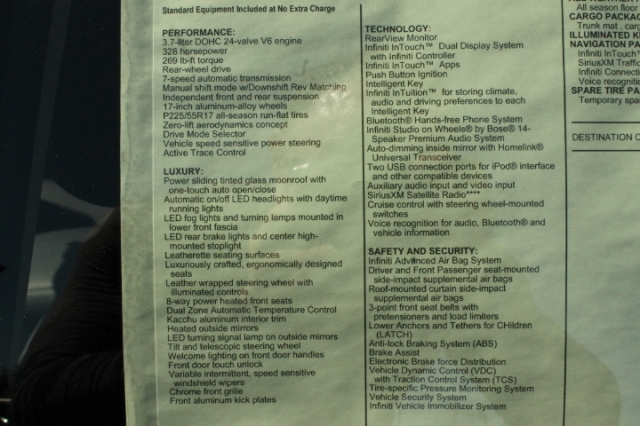 Standard Equipment Included at No Extra Charge
PERFORMANCE:
3.7-liter DOHC 24-valve V6 engine
328 horsepower
269 lb-ft torque
Rear-wheel drive
7-speed automatic transmission
Manual shift mode w/Downshift Rev Matching
Independent front and rear suspension
17-inch aluminum-alloy wheels
P225/55R17 all-season run-flat tires
Zero-lift aerodynamics concept
Drive Mode Selector
Vehicle speed sensitive power steering
Active Trace Control
LUXURY:
Power sliding tinted glass moonroof with
one-touch auto open/close
Automatic on/off LED headlights with daytime
running lights
LED fog lights and turning lamps mounted in
lower front fascia
LED rear brake lights and center high-
mounted stoplight
Leatherette seating surfaces
Luxuriously crafted, ergonomically designed
seats
Leather wrapped steering wheel with
illuminated controls
8-way power heated front seats
Dual Zone Automatic Temperature Control
Kacchu aluminum interior trim
Heated outside mirrors
LED turning signal lamp on outside mirrors
Tilt and telescopic steering wheel
Welcome lighting on front door handles
Front door touch unlock
Variable intermittent, speed sensitive
windshield wipers
Chrome front grille
Front aluminum kick plates
TECHNOLOGY:
RearView Monitor
Infiniti InTouch™ Dual Display System
with Infiniti Controller
Infiniti InTouch™ Apps
Push Button Ignition
Intelligent Key
Infiniti InTuition™ for storing climate,
audio and driving preferences to each
Intelligent Key
Bluetooth® Hands-free Phone System
Infiniti Studio on Wheels® by Bose® 14-
Speaker Premium Audio System
Auto-dimming inside mirror with Homelink®
Universal Transceiver
Two USB connection ports for iPod® interface
and other compatible devices
Auxiliary audio input and video input
SiriusXM Satellite Radio****
Cruise control with steering wheel-mounted
switches
Voice recognition for audio, Bluetooth® and
vehicle information
SAFETY AND SECURITY:
Infiniti Advanced Air Bag System
Driver and Front Passenger seat-mounted
side-impact supplemental air bags
Roof-mounted curtain side-impact
supplemental air bags
3-point front seat belts with
pretensioners and load limiters
Lower Anchors and Tethers for CHildren
(LATCH)
Anti-lock Braking System (ABS)
Brake Assist
Electronic Brake force Distribution
Vehicle Dynamic Control (VDC)
with Traction Control System (TCS)
Tire-specific Pressure Monitoring System
Vehicle Security System
Infiniti Vehicle Immobilizer System
All season floor
CARGO PACKAG
Trunk mat , carg
ILLUMINATED KI
NAVIGATION PA
Infiniti InTouch
SiriusXM Traffic
Infiniti Connecti
Voice recognitio
SPARE TIRE PA
Temporary spa
DESTINATION C